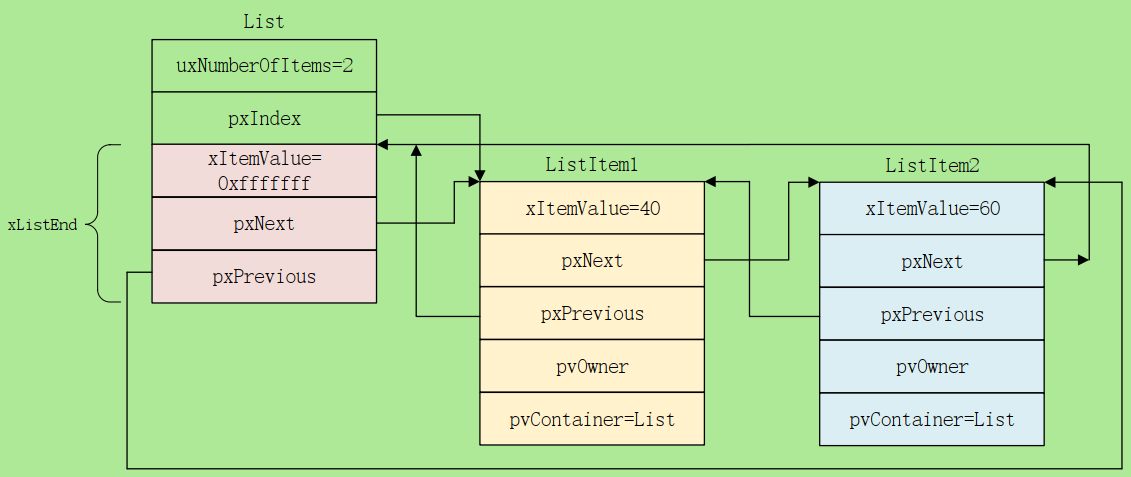 List
uxNumberOfItems=2
pxIndex
xItemValue=
0xfffffff
pxNext
pxPrevious
xListEnd
ListItem1
xItemValue=40
pxNext
pxPrevious
pvOwner
pvContainer=List
ListItem2
xItemValue=60
pxNext
pxPrevious
pvOwner
pvContainer=List